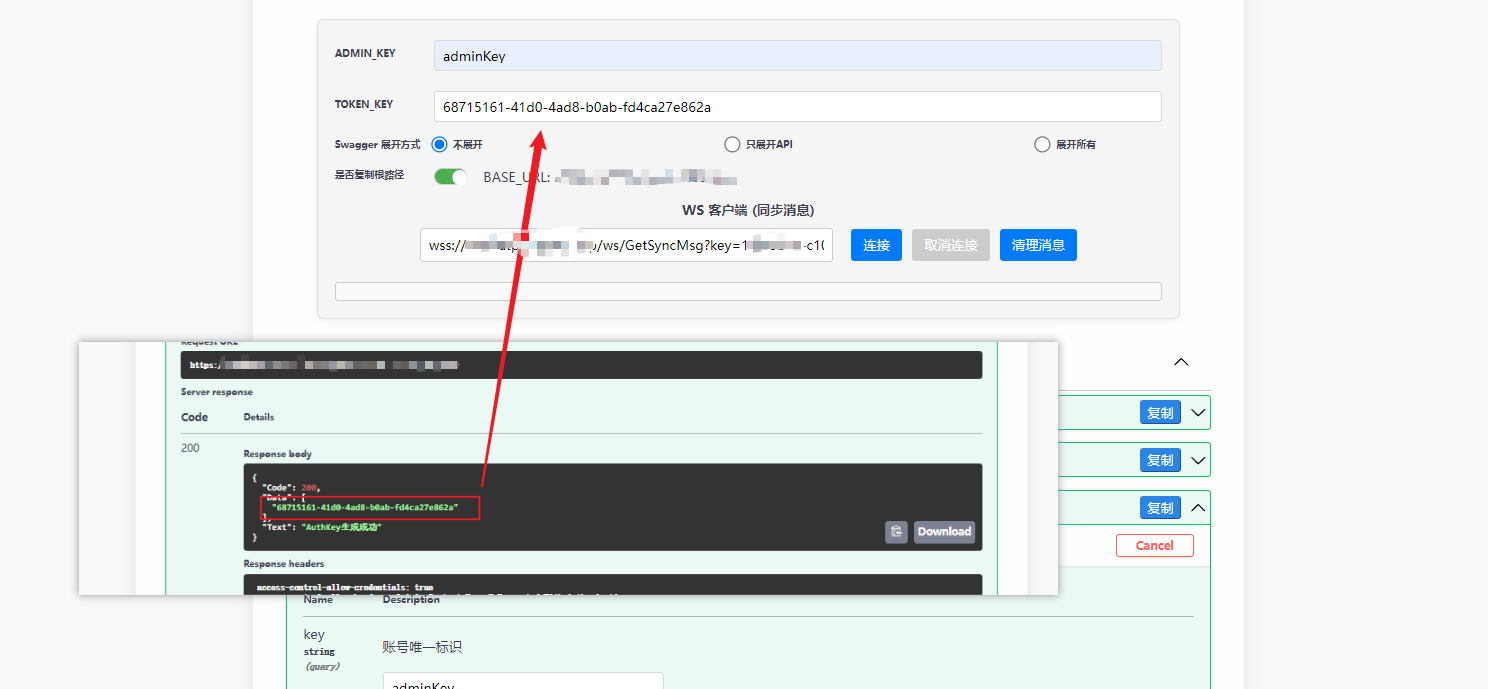 ADMIN_KEY
adminKey
TOKEN_KEY
68715161-41d0-4ad8-b0ab-fd4ca27e862a
Swagger 展开方式 不展开 只展开API 展开所有
是否复制根路径 BASE_URL:
WS 客户端 (同步消息)
wss:// /ws/GetSyncMsg?key=1 -c10 连接 取消连接 清理消息
Request URL
https:/
Server response
Code Details
200
Response body
{
"Code": 200,
"Data": [
"68715161-41d0-4ad8-b0ab-fd4ca27e862a"
],
"Text": "AuthKey生成成功"
}
Download
Response headers
access-control-allow-credentials: true
复制
复制
复制
Cancel
Name Description
key
string
(query)
账号唯一标识
adminKey